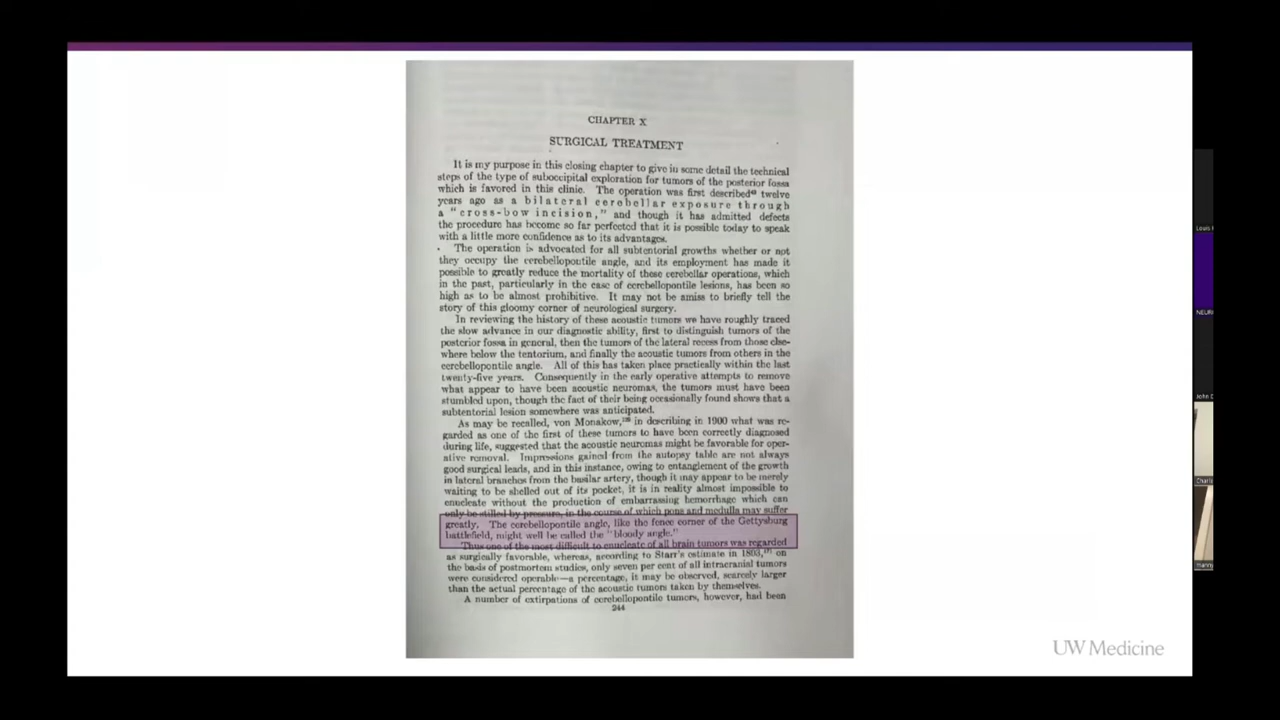 CHAPTER X
SURGICAL TREATMENT
It is my purpose in this closing chapter to give in some detail the technical
steps of the type of suboccipital exploration for tumors of the posterior fossa
which is favored in this clinic. The operation was first described twelve
years ago as a bilateral cerebellar exposure through
a "cross-bow incision," and though it has admitted defects
the procedure has become so far perfected that it is possible today to speak
with a little more confidence as to its advantages.
The operation is advocated for all subtentorial growths whether or not
they occupy the cerebellopontile angle, and its employment has made it
possible to greatly reduce the mortality of these cerebellar operations, which
in the past, particularly in the case of cerebellopontile lesions, has been so
high as to be almost prohibitive. It may not be amiss to briefly tell the
story of this gloomy corner of neurological surgery.
In reviewing the history of these acoustic tumors we have roughly traced
the slow advance in our diagnostic ability, first to distinguish tumors of the
posterior fossa in general, then the tumors of the lateral recess from those else-
where below the tentorium, and finally the acoustic tumors from others in the
cerebellopontile angle. All of this has taken place practically within the last
twenty-five years. Consequently in the early operative attempts to remove
what appear to have been acoustic neuromas, the tumors must have been
stumbled upon, though the fact of their being occasionally found shows that a
subtentorial lesion somewhere was anticipated.
As may be recalled, von Monakow, in describing in 1900 what was re-
garded as one of the first of these tumors to have been correctly diagnosed
during life, suggested that the acoustic neuromas might be favorable for oper-
ative removal. Impressions gained from the autopsy table are not always
good surgical leads, and in this instance, owing to entanglement of the growth
in lateral branches from the basilar artery, though it may appear to be merely
waiting to be shelled out of its pocket, it is in reality almost impossible to
enucleate without the production of embarrassing hemorrhage which can
only be stilled by pressure, in the course of which pons and medulla may suffer
greatly. The cerebellopontile angle, like the fence corner of the Gettysburg
battlefield, might well be called the "bloody angle."
Thus one of the most difficult to enucleate of all brain tumors was regarded
as surgically favorable, whereas, according to Starr's estimate in on
the basis of postmortem studies, only seven per cent of all intracranial tumors
were considered operable—a percentage, it may be observed, scarcely larger
than the actual percentage of the acoustic tumors taken by themselves.
A number of extirpations of cerebellopontile tumors, however, had been
244
UW Medicine
Louis
NEUR
John D
Charli